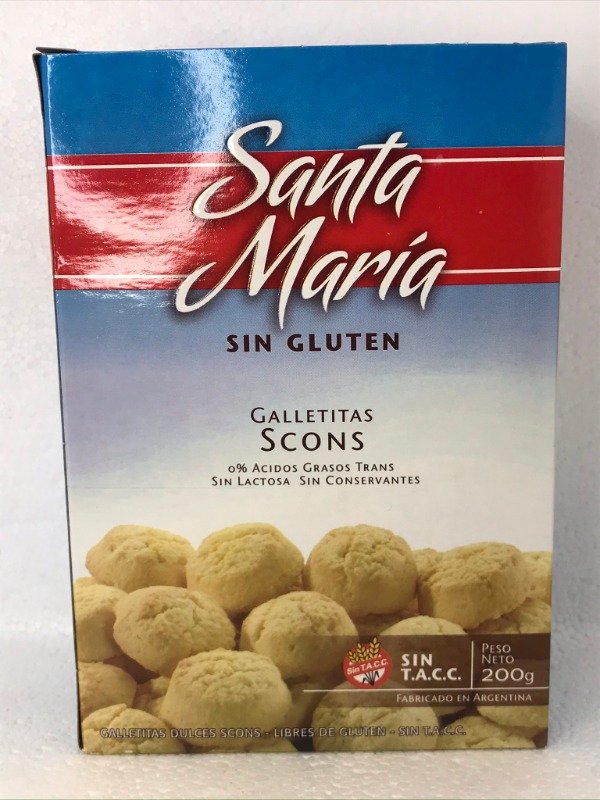 Santa
María
SIN GLUTEN
GALLETITAS
SCONS
0% ACIDOS GRASOS TRANS
SIN LACTOSA SIN CONSERVANTES
Sin T.A.C.C.
SIN
T.A.C.C.
PESO
NETO
200g
FABRICADO EN ARGENTINA
GALLETITAS DULCES SCONS - LIBRES DE GLUTEN - SIN T.A.C.C.